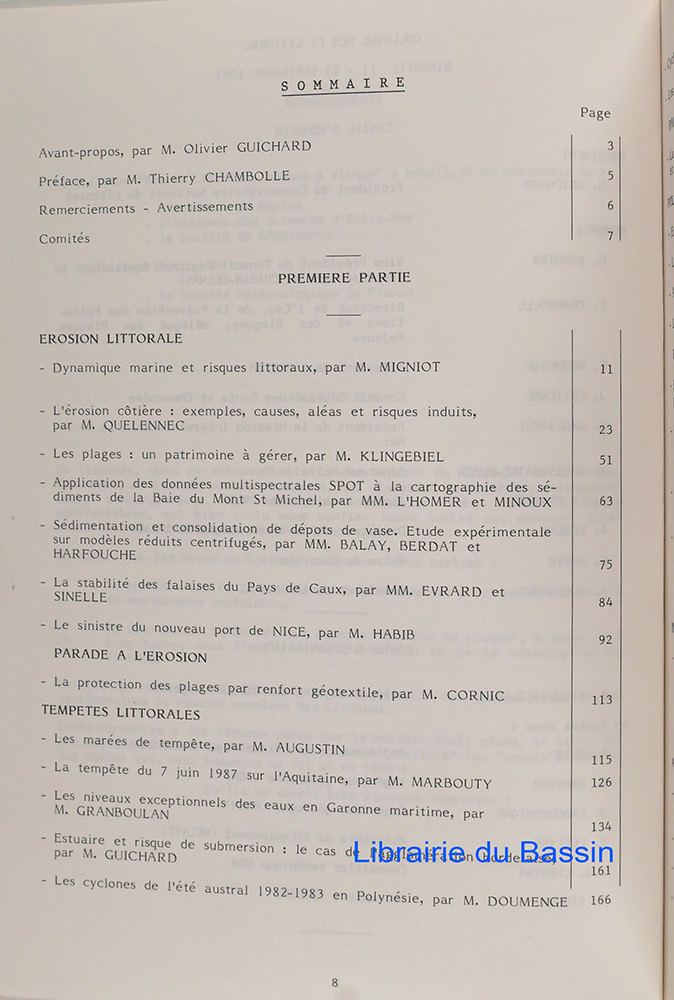 SOMMAIRE
Page
Avant-propos, par M. Olivier GUICHARD 3
Préface, par M. Thierry CHAMBOLLE 5
Remerciements - Avertissements 6
Comités 7
PREMIERE PARTIE
EROSION LITTORALE
- Dynamique marine et risques littoraux, par M. MIGNIOT 11
- L'érosion côtière : exemples, causes, aléas et risques induits,
par M. QUELENNEC 23
- Les plages : un patrimoine à gérer, par M. KLINGEBIEL 51
- Application des données multispectrales SPOT à la cartographie des sé-
diments de la Baie du Mont St Michel, par MM. L'HOMER et MINOUX 63
- Sédimentation et consolidation de dépots de vase. Etude expérimentale
sur modèles réduits centrifugés, par MM. BALAY, BERDAT et
HARFOUCHE 75
- La stabilité des falaises du Pays de Caux, par MM. EVRARD et
SINELLE 84
- Le sinistre du nouveau port de NICE, par M. HABIB 92
PARADE A L'EROSION
- La protection des plages par renfort géotextile, par M. CORNIC 113
TEMPETES LITTORALES
- Les marées de tempête, par M. AUGUSTIN 115
- La tempête du 7 juin 1987 sur l'Aquitaine, par M. MARBOUTY 126
- Les niveaux exceptionnels des eaux en Garonne maritime, par
M. GRANBOULAN 134
- Estuaire et risque de submersion : le cas de l'agglomération bordelaise,
par M. GUICHARD 161
Librairie du Bassin
- Les cyclones de l'été austral 1982-1983 en Polynésie, par M. DOUMENGE 166
8